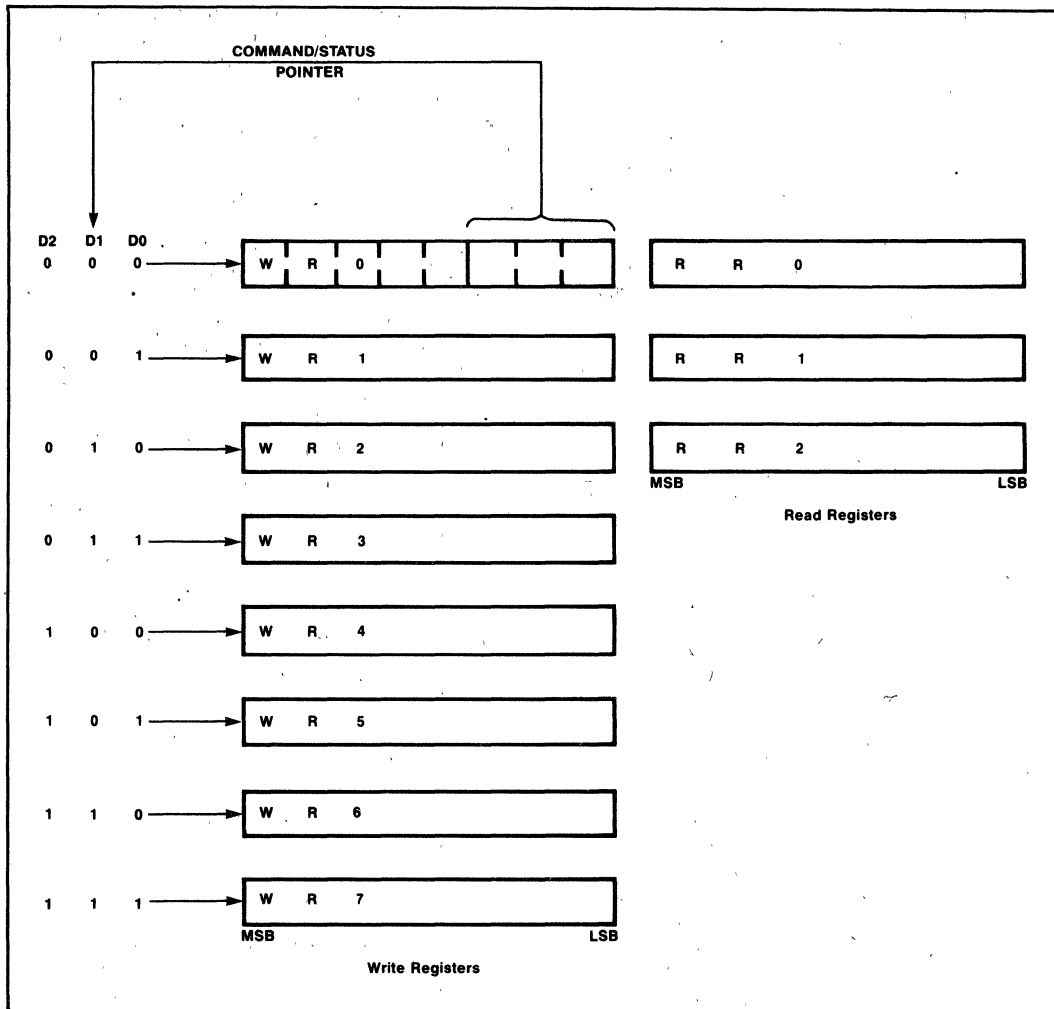 COMMAND/STATUS
POINTER
D2 D1 D0
0 0 0 W R 0 R R 0
0 0 1 W R 1 R R 1
0 1 0 W R 2 R R 2
MSB LSB
Read Registers
0 1 1 W R 3
1 0 0 W R 4
1 0 1 W R 5
1 1 0 W R 6
1 1 1 W R 7
MSB LSB
Write Registers